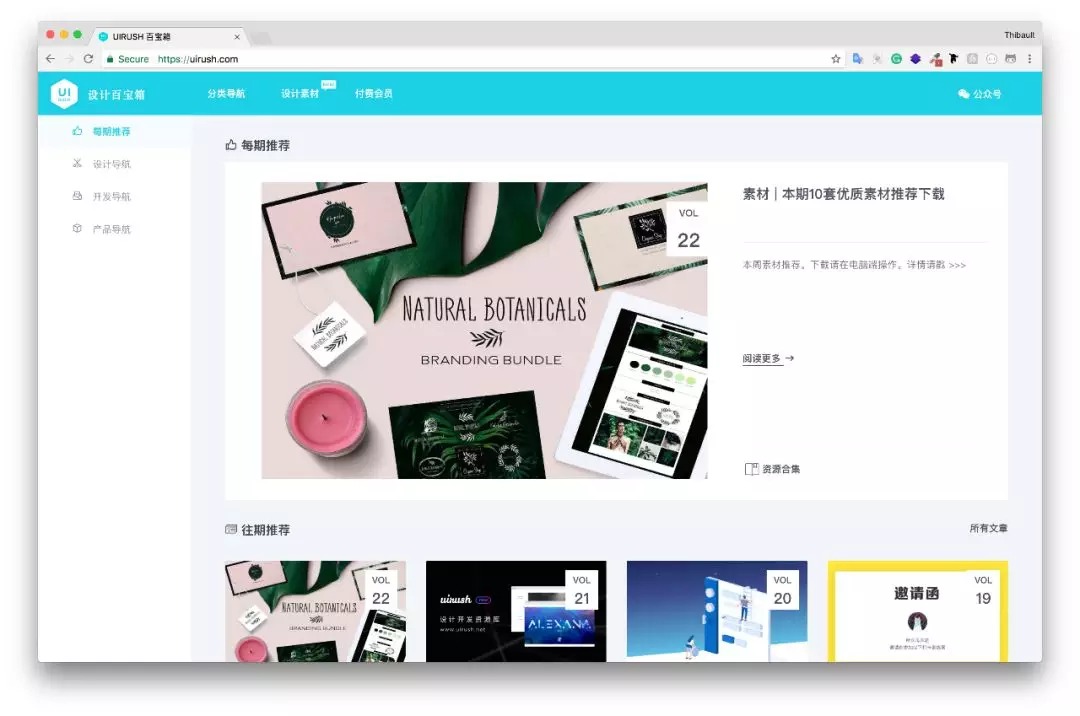 UIRUSH 百宝箱
Thibault
Secure
https://uirush.com
UI
设计百宝箱
分类导航
设计素材
付费会员
公众号
每期推荐
设计导航
开发导航
产品导航
每期推荐
VOL
22
NATURAL BOTANICALS
BRANDING BUNDLE
素材 | 本期10套优质素材推荐下载
本周素材推荐。下载请在电脑端操作。详情请戳 >>>
阅读更多 →
资源合集
往期推荐
所有文章
VOL
22
NATURAL BOTANICALS
BRANDING BUNDLE
uirush
设计开发资源库
www.uirush.net
ALEXANA
VOL
21
VOL
20
邀请函
VOL
19